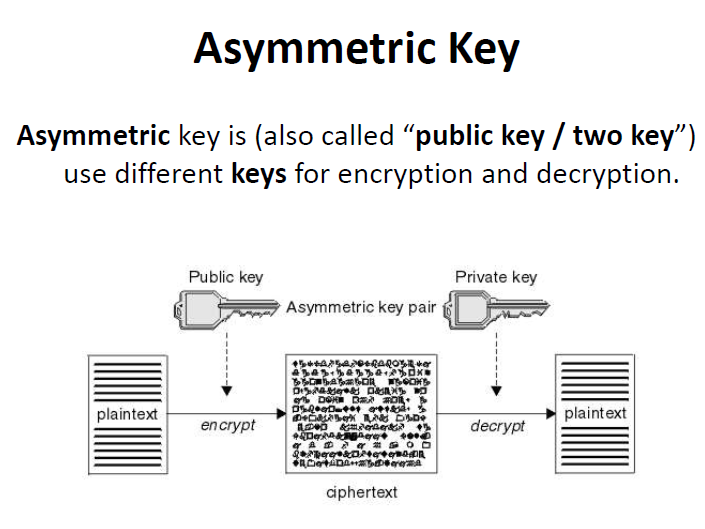 Asymmetric Key
Asymmetric key is (also called “public key / two key”)
use different keys for encryption and decryption.
Public key
Private key
Asymmetric key pair
plaintext
encrypt
decrypt
plaintext
ciphertext